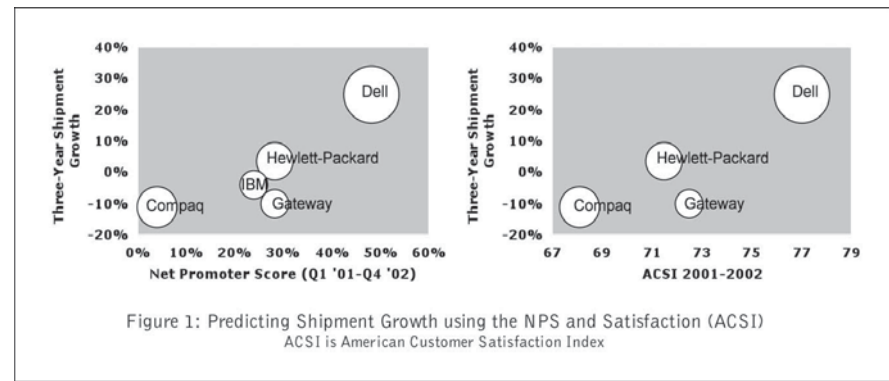 40%
30%
20%
10%
0%
-10%
-20%
Three-Year Shipment
Growth
Dell
Hewlett-Packard
IBM
Compaq
Gateway
0% 10% 20% 30% 40% 50% 60%
Net Promoter Score (Q1 '01-Q4 '02)
40%
30%
20%
10%
0%
-10%
-20%
Three-Year Shipment
Growth
Dell
Hewlett-Packard
Compaq
Gateway
67 69 71 73 75 77 79
ACSI 2001-2002
Figure 1: Predicting Shipment Growth using the NPS and Satisfaction (ACSI)
ACSI is American Customer Satisfaction Index